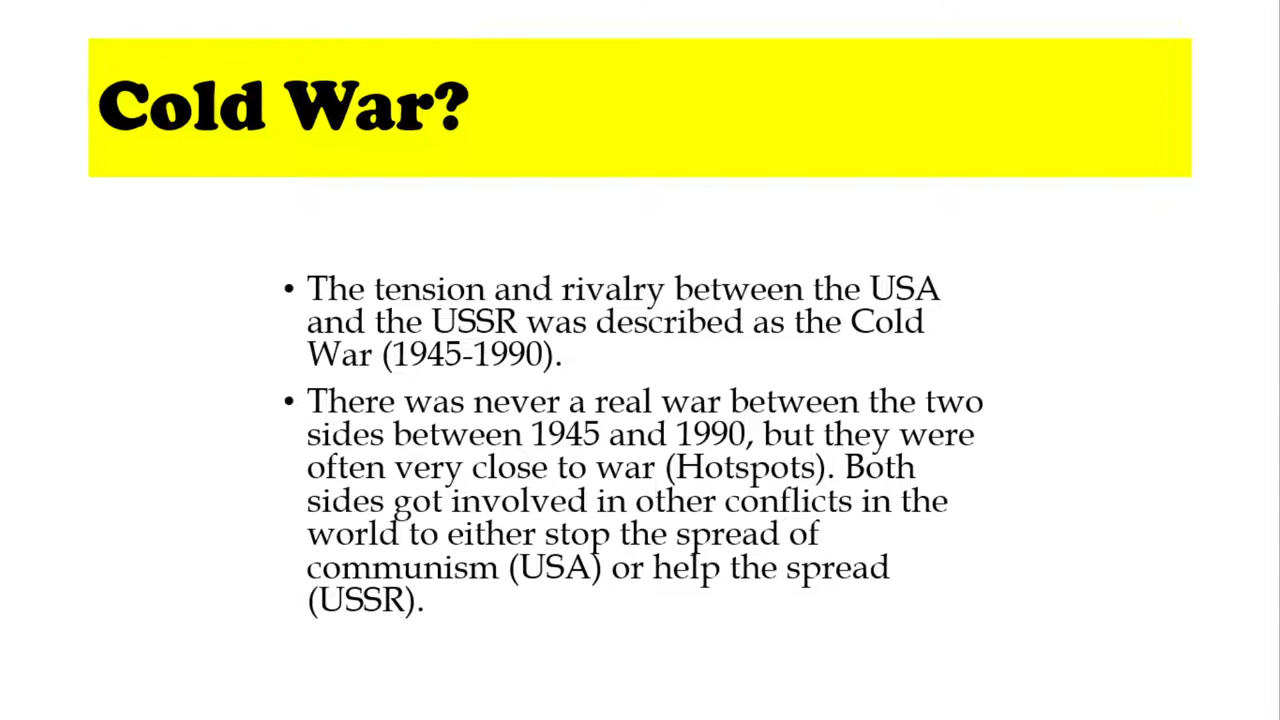 Cold War?
• The tension and rivalry between the USA
and the USSR was described as the Cold
War (1945-1990).
• There was never a real war between the two
sides between 1945 and 1990, but they were
often very close to war (Hotspots). Both
sides got involved in other conflicts in the
world to either stop the spread of
communism (USA) or help the spread
(USSR).